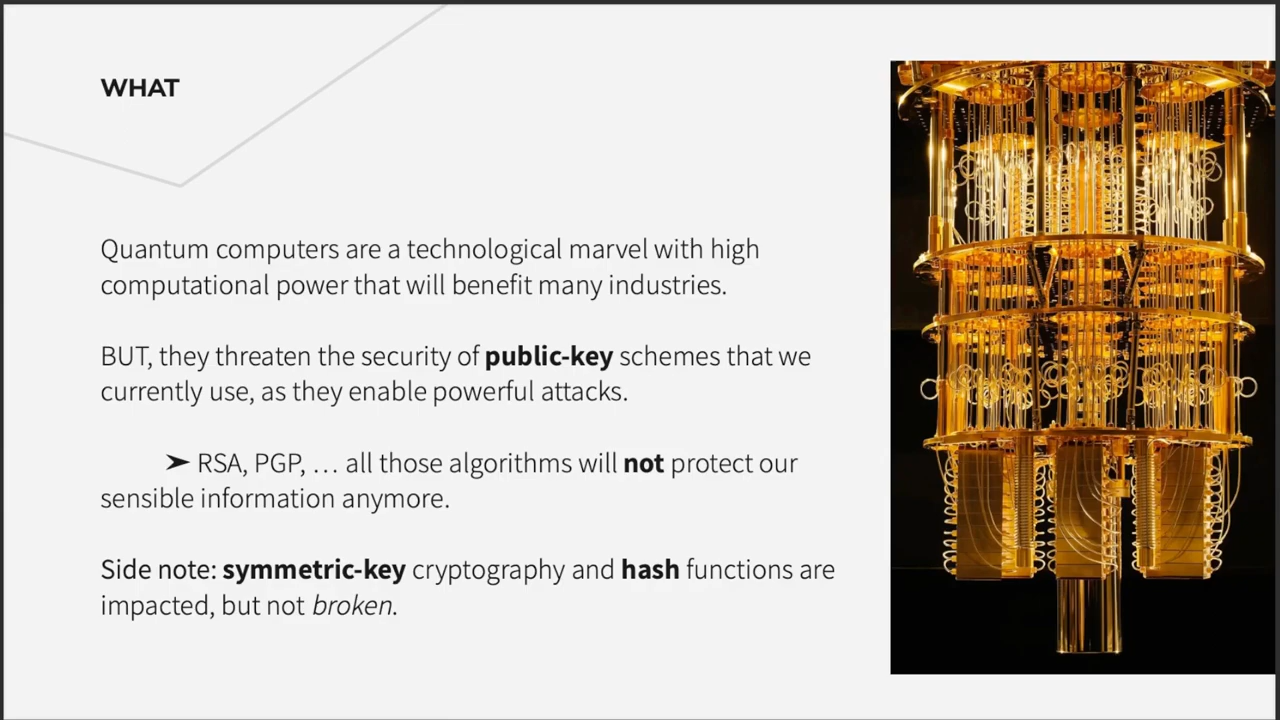 WHAT
Quantum computers are a technological marvel with high
computational power that will benefit many industries.
BUT, they threaten the security of public-key schemes that we
currently use, as they enable powerful attacks.
➤ RSA, PGP, … all those algorithms will not protect our
sensible information anymore.
Side note: symmetric-key cryptography and hash functions are
impacted, but not broken.